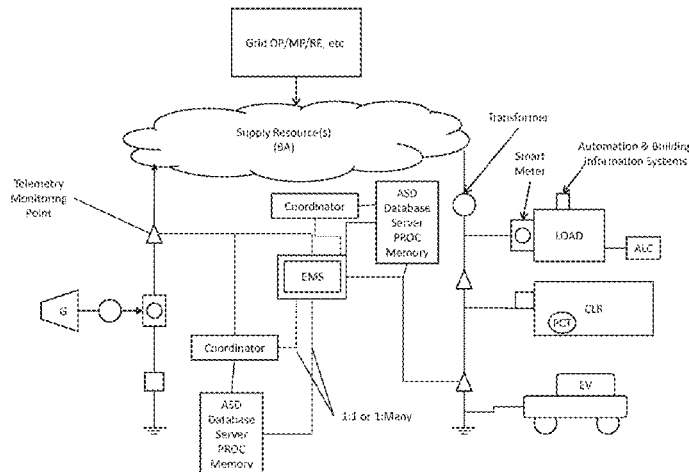 Grid OP/MP/RE, etc
Supply Resource(s)
(BA)
Transformer
Smart
Meter
Automation & Building
Information Systems
Telemetry
Monitoring
Point
Coordinator
ASD
Database
Server
PROC
Memory
LOAD
ALC
EMS
G
CLR
PCT
Coordinator
EV
ASD
Database
Server
PROC
Memory
1:1 or 1:Many